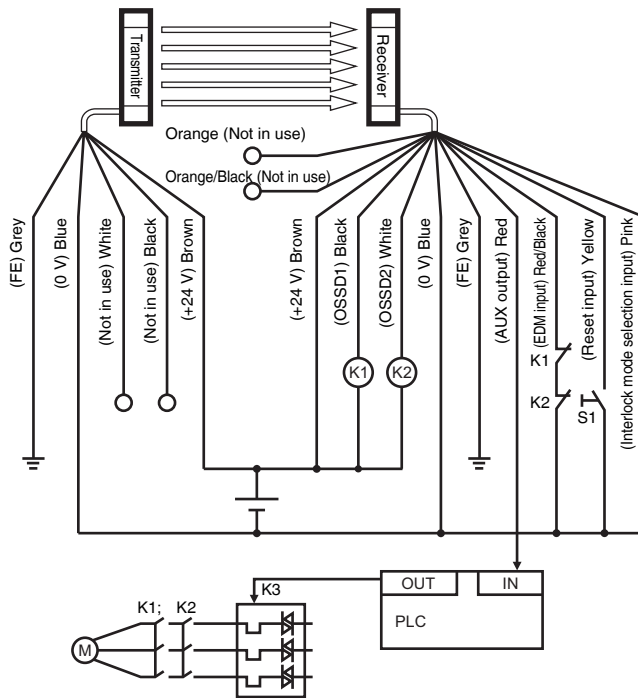 Transmitter
Receiver
Orange (Not in use)
Orange/Black (Not in use)
(FE) Grey
(0 V) Blue
(Not in use) White
(Not in use) Black
(+24 V) Brown
(+24 V) Brown
(OSSD1) Black
(OSSD2) White
(0 V) Blue
(FE) Grey
(AUX output) Red
(EDM input) Red/Black
(Reset input) Yellow
(Interlock mode selection input) Pink
K1
K2
K1
K2
S1
K3
OUT
IN
PLC
K1; K2
M